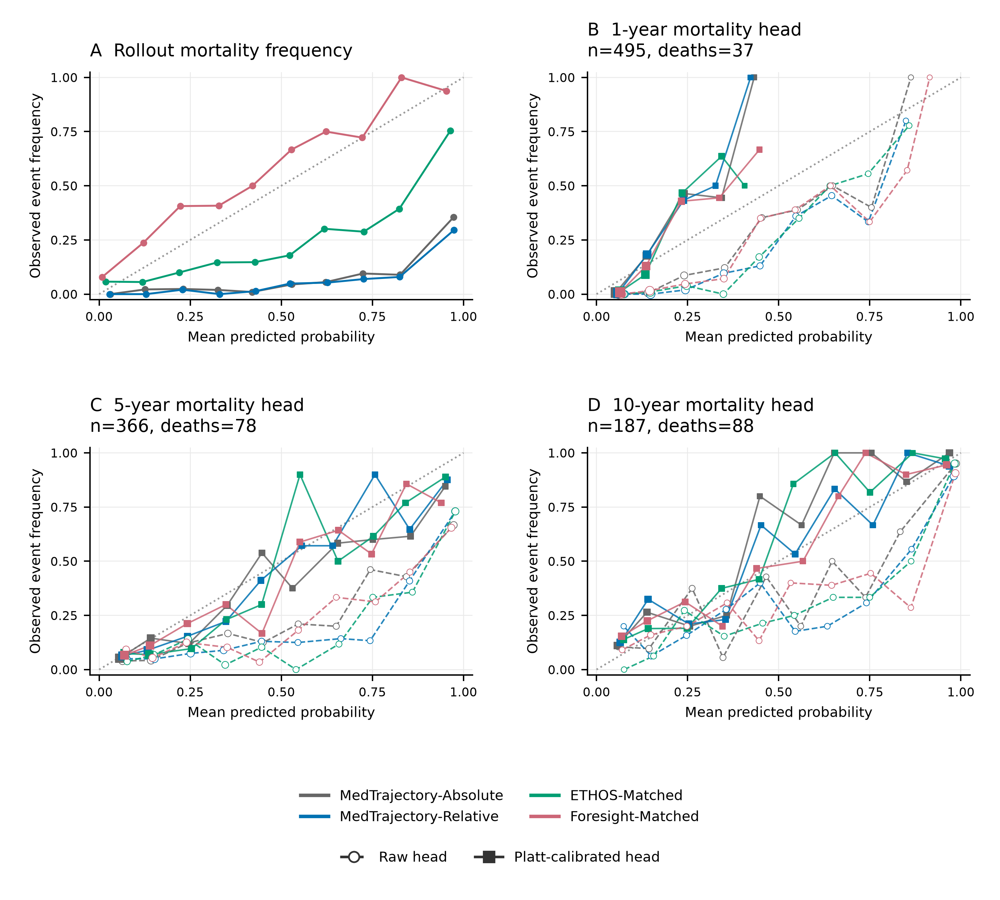 A Rollout mortality frequency
1.00
0.75
0.50
0.25
0.00
Observed event frequency
0.00 0.25 0.50 0.75 1.00
Mean predicted probability
B 1-year mortality head
n=495, deaths=37
1.00
0.75
0.50
0.25
0.00
Observed event frequency
0.00 0.25 0.50 0.75 1.00
Mean predicted probability
C 5-year mortality head
n=366, deaths=78
1.00
0.75
0.50
0.25
0.00
Observed event frequency
0.00 0.25 0.50 0.75 1.00
Mean predicted probability
D 10-year mortality head
n=187, deaths=88
1.00
0.75
0.50
0.25
0.00
Observed event frequency
0.00 0.25 0.50 0.75 1.00
Mean predicted probability
MedTrajectory-Absolute
MedTrajectory-Relative
ETHOS-Matched
Foresight-Matched
Raw head
Platt-calibrated head